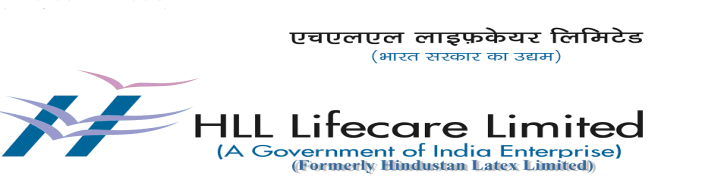 एचएलएल लाइफ़केयर लिमिटेड
(भारत सरकार का उद्यम)
HLL Lifecare Limited
(A Government of India Enterprise)
(Formerly Hindustan Latex Limited)